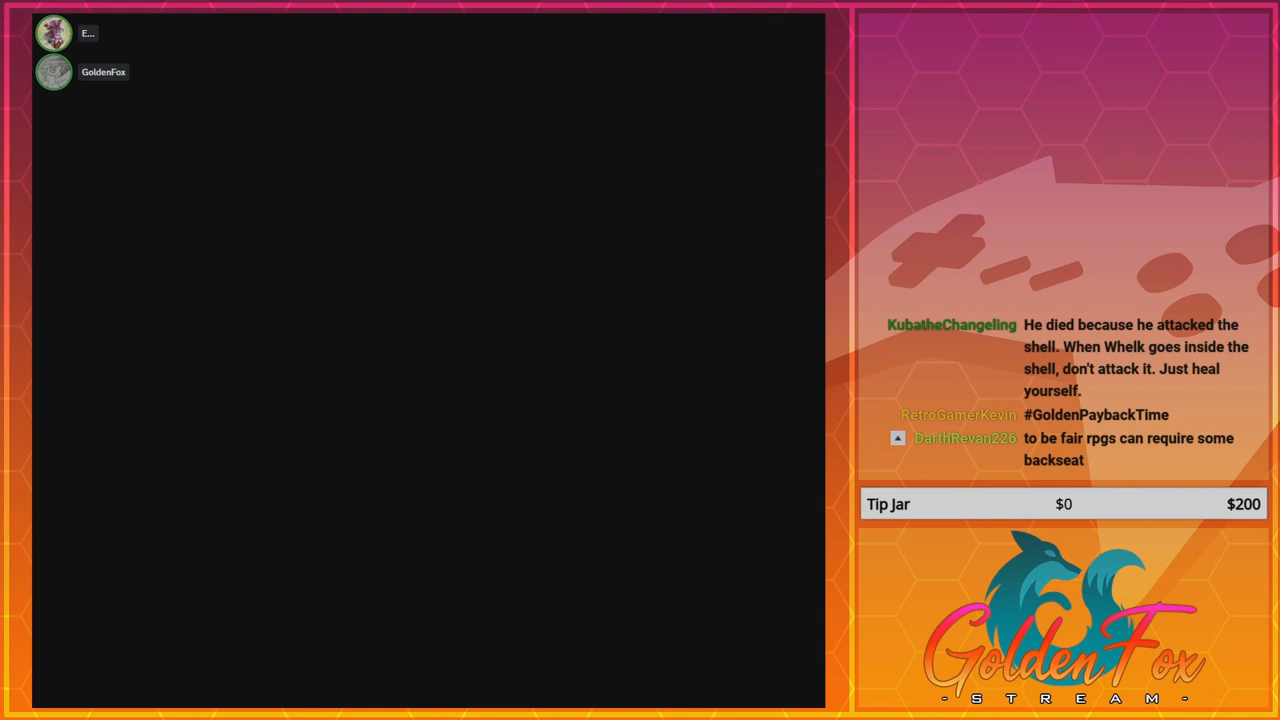 E...
GoldenFox
KubatheChangeling He died because he attacked the
shell. When Whelk goes inside the
shell, don't attack it. Just heal
yourself.
RetroGamerKevin #GoldenPaybackTime
DarthRevan226 to be fair rpgs can require some
backseat
Tip Jar $0 $200
GoldenFox
- STREAM -